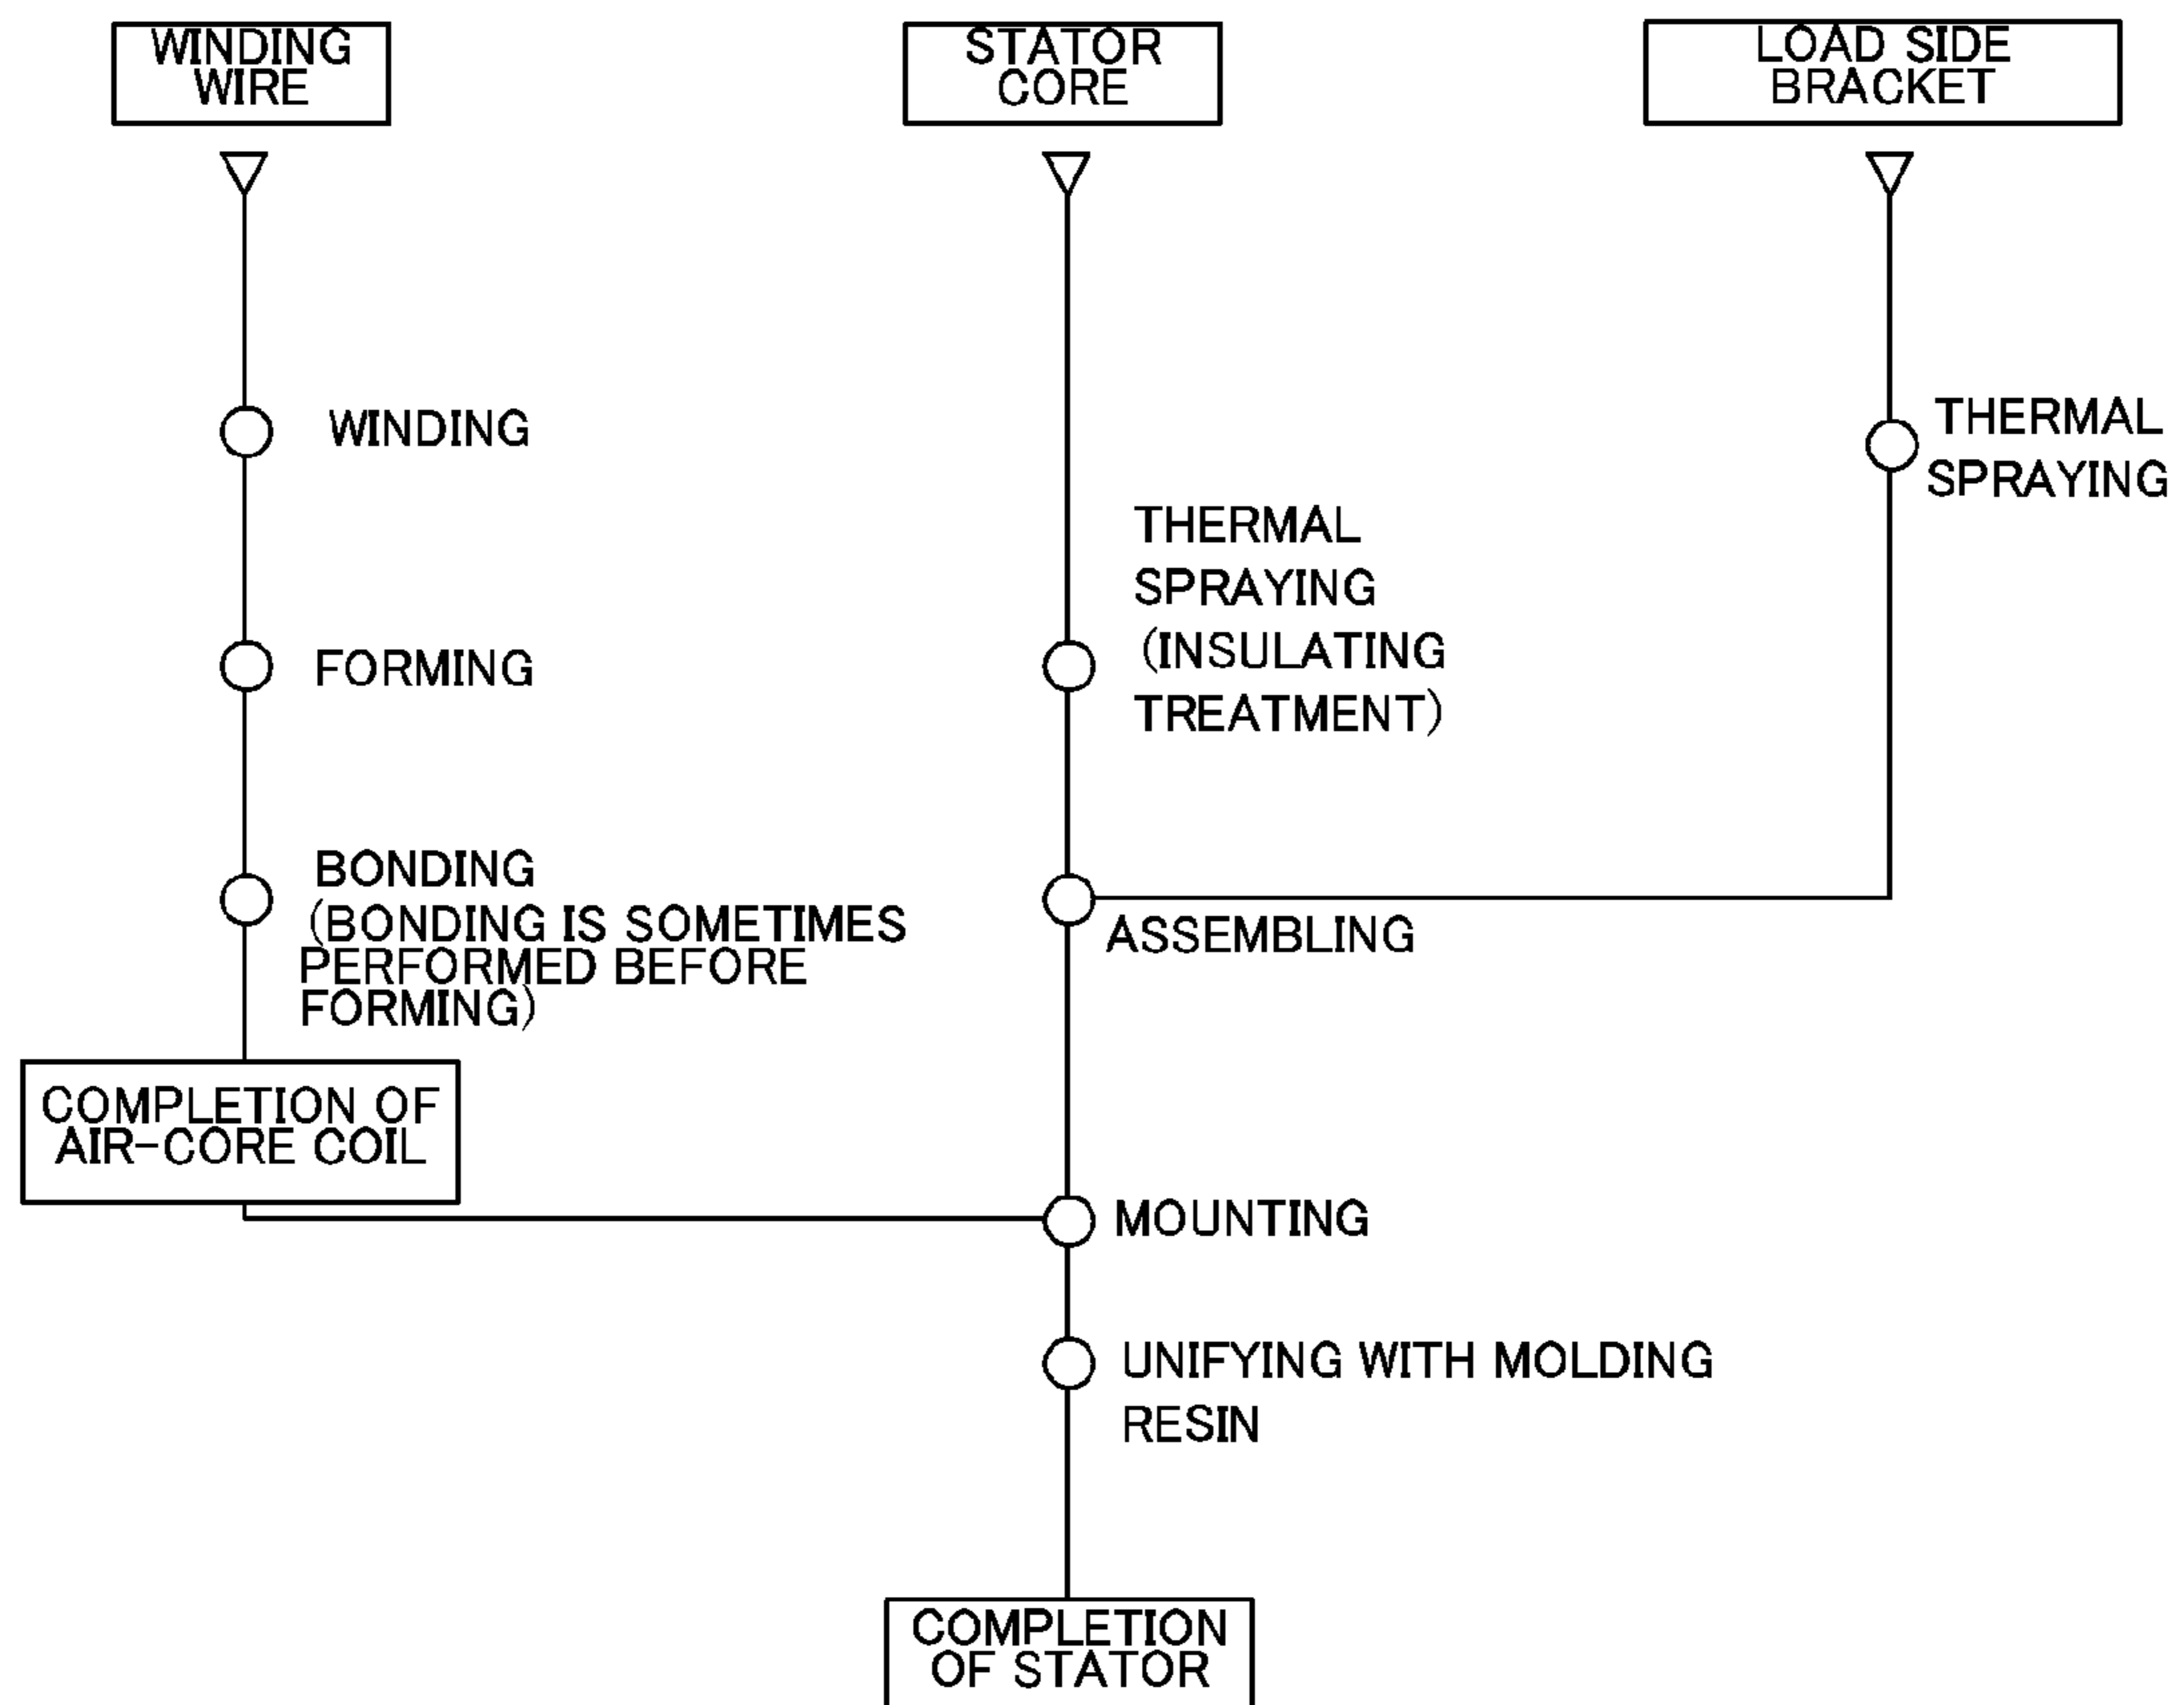 WINDING
WIRE
STATOR
CORE
LOAD SIDE
BRACKET
WINDING
THERMAL
SPRAYING
THERMAL
SPRAYING
(INSULATING
TREATMENT)
FORMING
BONDING
(BONDING IS SOMETIMES
PERFORMED BEFORE
FORMING)
ASSEMBLING
COMPLETION OF
AIR-CORE COIL
MOUNTING
UNIFYING WITH MOLDING
RESIN
COMPLETION
OF STATOR